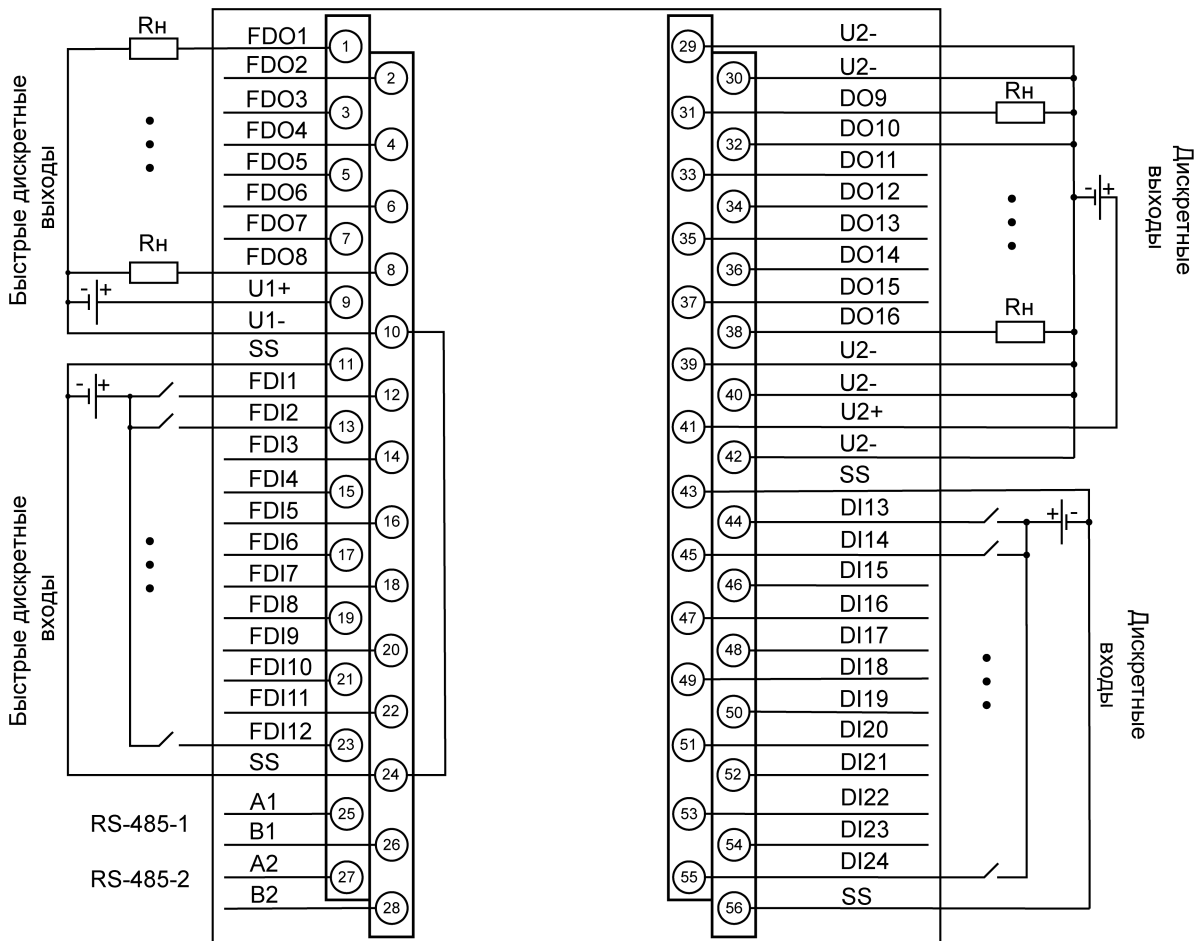 Быстрые дискретные
выходы
Rн
FDO1
1
FDO2
2
FDO3
3
FDO4
4
FDO5
5
FDO6
6
FDO7
7
Rн
FDO8
8
- +
U1+
9
U1-
10
SS
11
Быстрые дискретные
входы
- +
FDI1
12
FDI2
13
FDI3
14
FDI4
15
FDI5
16
FDI6
17
FDI7
18
FDI8
19
FDI9
20
FDI10
21
FDI11
22
FDI12
23
SS
24
RS-485-1
A1
25
B1
26
RS-485-2
A2
27
B2
28
29
U2-
30
U2-
31
DO9
Rн
32
DO10
33
DO11
34
DO12
35
DO13
36
DO14
37
DO15
38
DO16
Rн
- +
Дискретные
выходы
39
U2-
40
U2-
41
U2+
42
U2-
43
SS
44
DI13
+ -
45
DI14
46
DI15
47
DI16
48
DI17
49
DI18
50
DI19
51
DI20
52
DI21
53
DI22
54
DI23
55
DI24
56
SS
Дискретные
входы